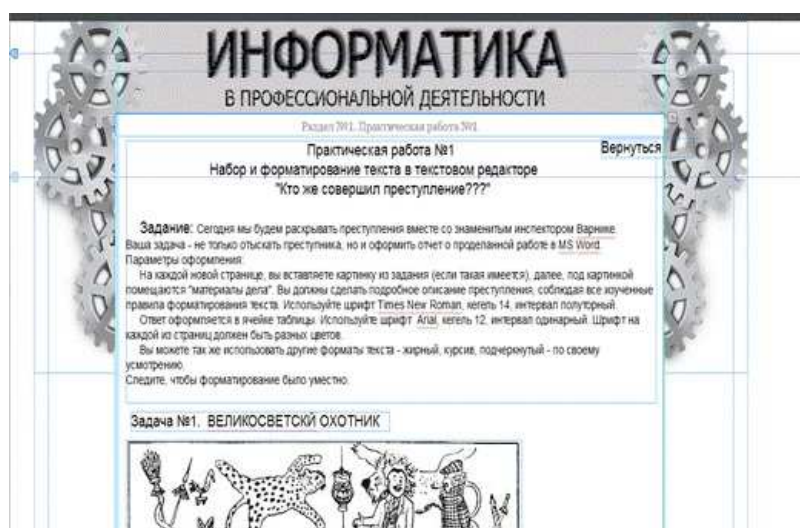 ИНФОРМАТИКА
В ПРОФЕССИОНАЛЬНОЙ ДЕЯТЕЛЬНОСТИ
Раздел №1. Практическая работа №1
Вернуться
Практическая работа №1
Набор и форматирование текста в текстовом редакторе
"Кто же совершил преступление???"
Задание: Сегодня мы будем раскрывать преступления вместе со знаменитым инспектором Варнике.
Ваша задача - не только отыскать преступника, но и оформить отчет о проделанной работе в MS Word.
Параметры оформления:
На каждой новой странице, вы вставляете картинку из задания (если такая имеется), далее, под картинкой
помещаются "материалы дела". Вы должны сделать подробное описание преступления, соблюдая все изученные
правила форматирования текста. Используйте шрифт Times New Roman, кегель 14, интервал полуторный.
Ответ оформляется в ячейке таблицы. Используйте шрифт Arial, кегель 12, интервал одинарный. Шрифт на
каждой из страниц должен быть разных цветов.
Вы можете так же использовать другие форматы текста - жирный, курсив, подчеркнутый - по своему
усмотрению.
Следите, чтобы форматирование было уместно.
Задача №1. ВЕЛИКОСВЕТСКЙ ОХОТНИК